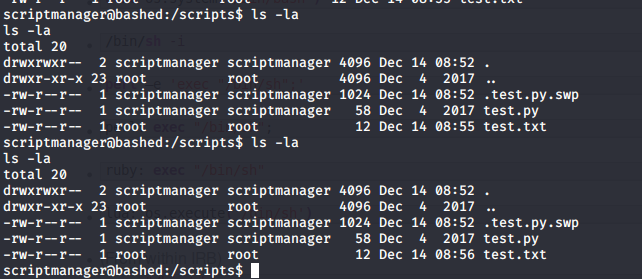 scriptmanager@bashed:/scripts$ ls -la
ls -la
total 20
drwxrwxr-- 2 scriptmanager scriptmanager 4096 Dec 14 08:52 .
drwxr-xr-x 23 root root 4096 Dec 4 2017 ..
-rw-r--r-- 1 scriptmanager scriptmanager 1024 Dec 14 08:52 .test.py.swp
-rw-r--r-- 1 scriptmanager scriptmanager 58 Dec 4 2017 test.py
-rw-r--r-- 1 root root 12 Dec 14 08:55 test.txt
scriptmanager@bashed:/scripts$ ls -la
ls -la
total 20
drwxrwxr-- 2 scriptmanager scriptmanager 4096 Dec 14 08:52 .
drwxr-xr-x 23 root root 4096 Dec 4 2017 ..
-rw-r--r-- 1 scriptmanager scriptmanager 1024 Dec 14 08:52 .test.py.swp
-rw-r--r-- 1 scriptmanager scriptmanager 58 Dec 4 2017 test.py
-rw-r--r-- 1 root root 12 Dec 14 08:56 test.txt
scriptmanager@bashed:/scripts$
/bin/sh -i
ruby: exec "/bin/sh"